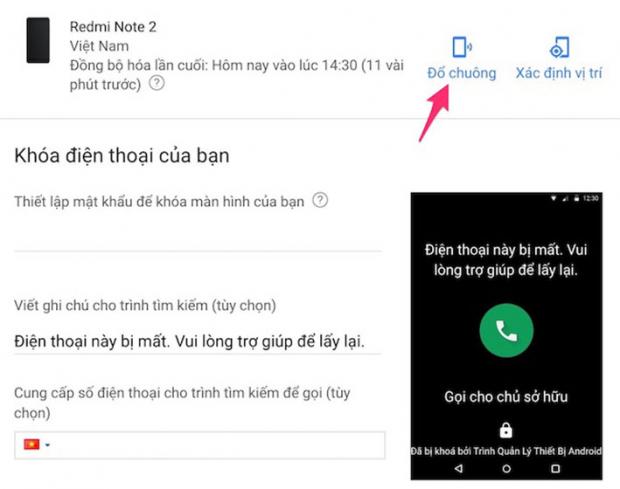 Redmi Note 2
Việt Nam
Đồng bộ hóa lần cuối: Hôm nay vào lúc 14:30 (11 vài
phút trước) ?
Đổ chuông
Xác định vị trí
Khóa điện thoại của bạn
Thiết lập mật khẩu để khóa màn hình của bạn ?
Viết ghi chú cho trình tìm kiếm (tùy chọn)
Điện thoại này bị mất. Vui lòng trợ giúp để lấy lại.
Cung cấp số điện thoại cho trình tìm kiếm để gọi (tùy
chọn)
12:30
Điện thoại này bị mất. Vui
lòng trợ giúp để lấy lại.
Gọi cho chủ sở hữu
Đã bị khoá bởi Trình Quản Lý Thiết Bị Android